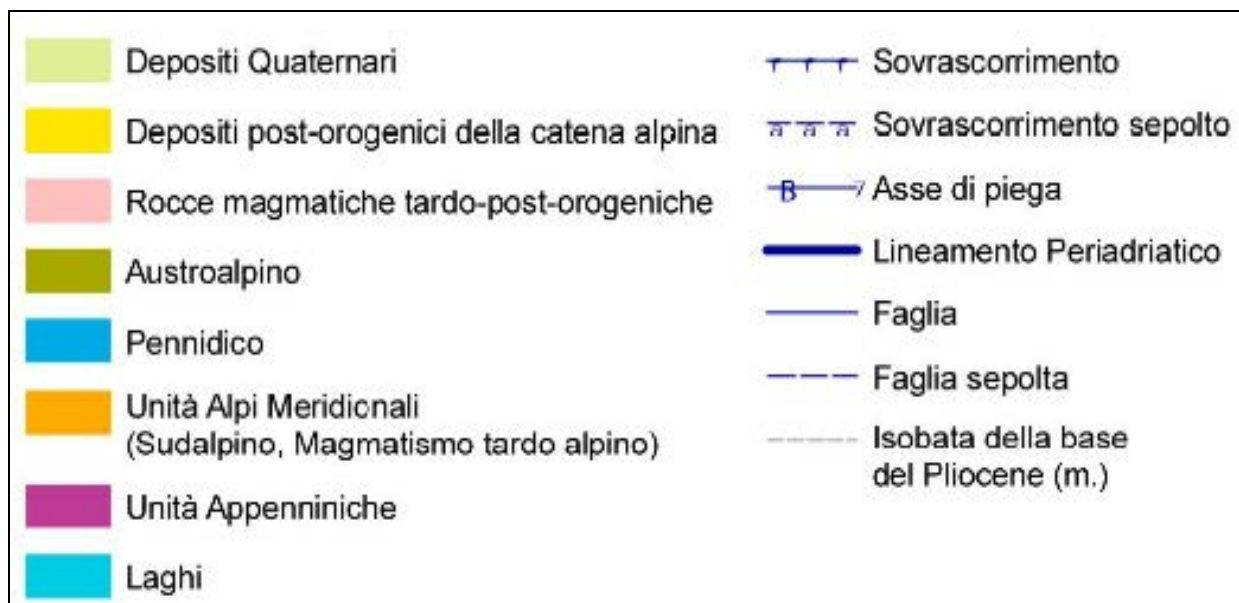 Depositi Quaternari
Depositi post-orogenici della catena alpina
Rocce magmatiche tardo-post-orogeniche
Austroalpino
Pennidico
Unità Alpi Meridionali
(Sudalpino, Magmatismo tardo alpino)
Unità Appenniniche
Laghi
Sovrascorrimento
a a a Sovrascorrimento sepolto
B 7 Asse di piega
Lineamento Periadriatico
Faglia
Faglia sepolta
Isobata della base
del Pliocene (m.)